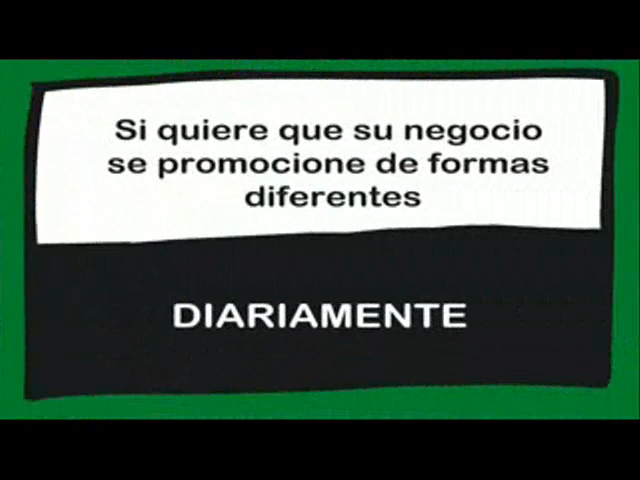 Si quiere que su negocio
se promocione de formas
diferentes
DIARIAMENTE